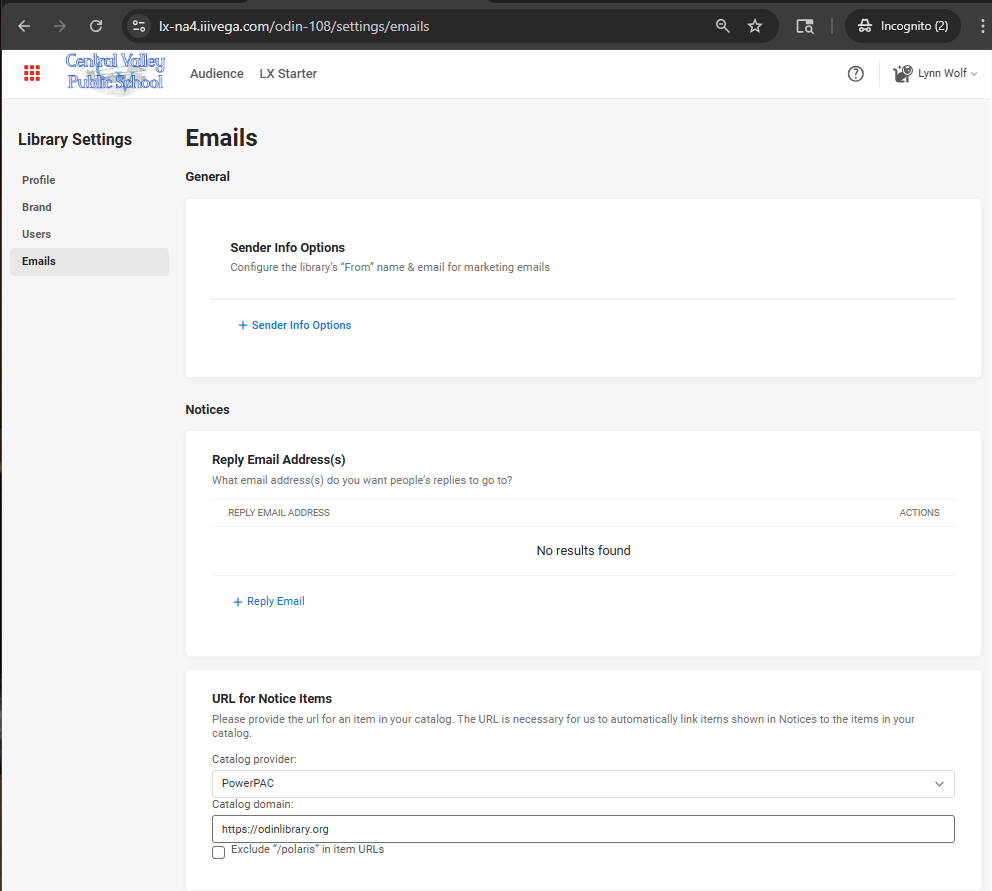 lx-na4.iiivega.com/odin-108/settings/emails
Incognito (2)
Central Valley
Public School
Audience
LX Starter
Lynn Wolf
Library Settings
Profile
Brand
Users
Emails
Emails
General
Sender Info Options
Configure the library's “From” name & email for marketing emails
+ Sender Info Options
Notices
Reply Email Address(s)
What email address(s) do you want people’s replies to go to?
REPLY EMAIL ADDRESS ACTIONS
No results found
+ Reply Email
URL for Notice Items
Please provide the url for an item in your catalog. The URL is necessary for us to automatically link items shown in Notices to the items in your
catalog.
Catalog provider:
PowerPAC
Catalog domain:
https://odinlibrary.org
Exclude “/polaris” in item URLs